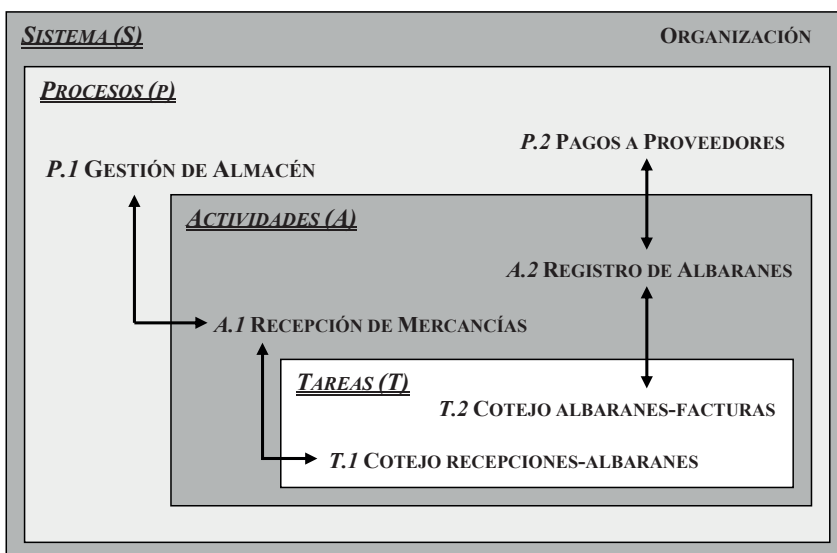 SISTEMA (S) ORGANIZACIÓN
PROCESOS (P)
P.2 PAGOS A PROVEEDORES
P.1 GESTIÓN DE ALMACÉN
ACTIVIDADES (A)
A.2 REGISTRO DE ALBARANES
A.1 RECEPCIÓN DE MERCANCÍAS
TAREAS (T)
T.2 COTEJO ALBARANES-FACTURAS
T.1 COTEJO RECEPCIONES-ALBARANES